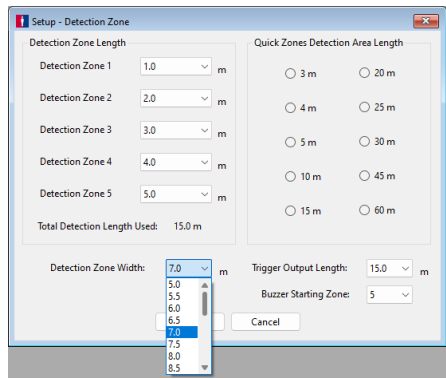 Setup - Detection Zone
Detection Zone Length
Detection Zone 1 1.0 m
Detection Zone 2 2.0 m
Detection Zone 3 3.0 m
Detection Zone 4 4.0 m
Detection Zone 5 5.0 m
Total Detection Length Used: 15.0 m
Quick Zones Detection Area Length
3 m 20 m
4 m 25 m
5 m 30 m
10 m 45 m
15 m 60 m
Detection Zone Width: 7.0 m
5.0
5.5
6.0
6.5
7.0
7.5
8.0
8.5
Trigger Output Length: 15.0 m
Buzzer Starting Zone: 5
Cancel